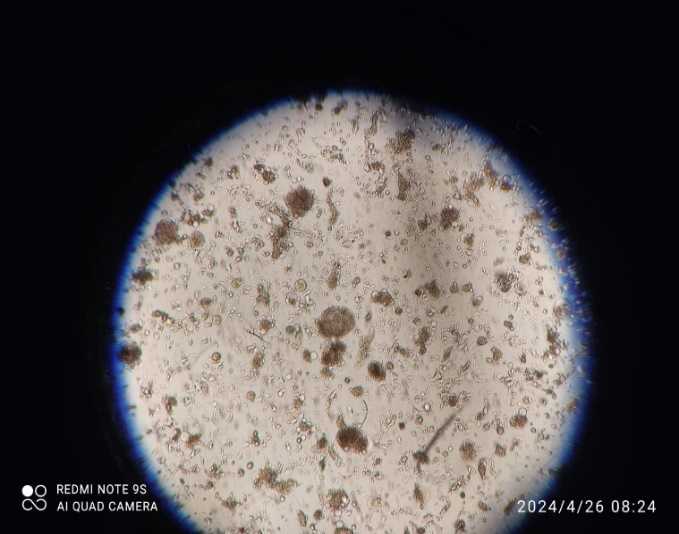 REDMI NOTE 9S
AI QUAD CAMERA
2024/4/26 08:24